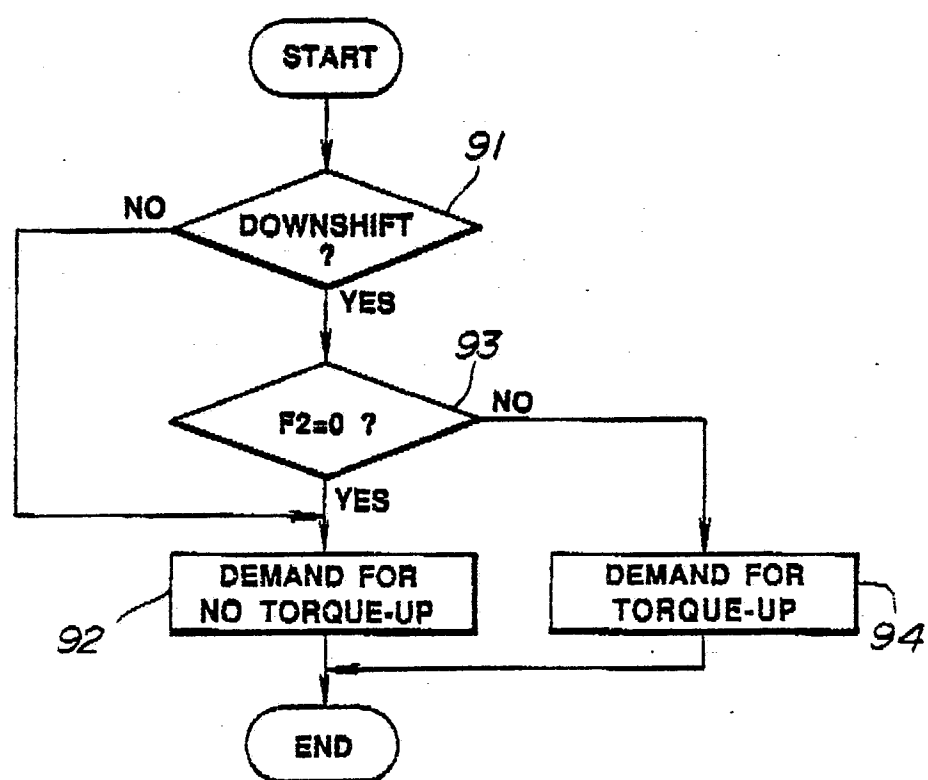 START
91
NO
DOWNSHIFT
?
YES
93
F2=0 ?
NO
YES
DEMAND FOR
NO TORQUE-UP
92
DEMAND FOR
TORQUE-UP
94
END